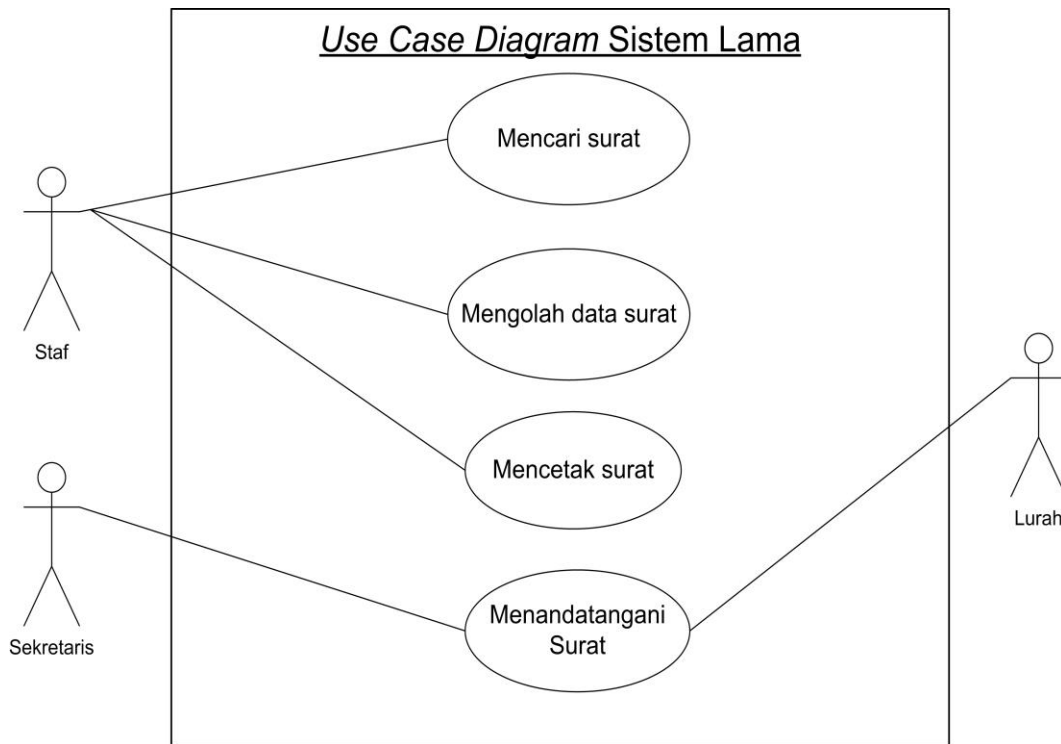 Use Case Diagram Sistem Lama
Mencari surat
Mengolah data surat
Staf
Mencetak surat
Lurah
Menandatangani
Surat
Sekretaris